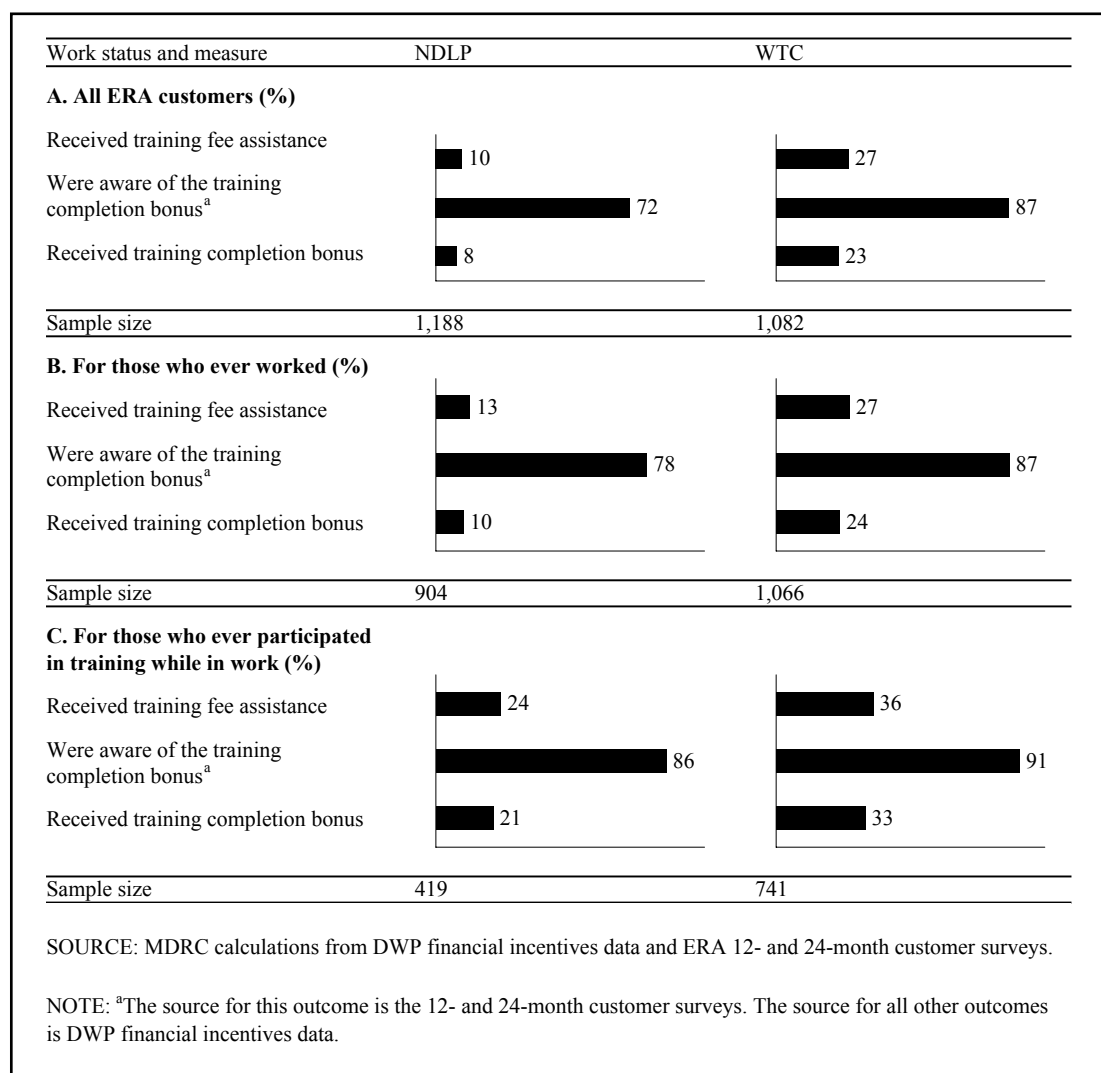 Work status and measure NDLP WTC
A. All ERA customers (%)
Received training fee assistance 10 27
Were aware of the training
completion bonusa 72 87
Received training completion bonus 8 23
Sample size 1,188 1,082
B. For those who ever worked (%)
Received training fee assistance 13 27
Were aware of the training
completion bonusa 78 87
Received training completion bonus 10 24
Sample size 904 1,066
C. For those who ever participated
in training while in work (%)
Received training fee assistance 24 36
Were aware of the training
completion bonusa 86 91
Received training completion bonus 21 33
Sample size 419 741
SOURCE: MDRC calculations from DWP financial incentives data and ERA 12- and 24-month customer surveys.
NOTE: aThe source for this outcome is the 12- and 24-month customer surveys. The source for all other outcomes
is DWP financial incentives data.